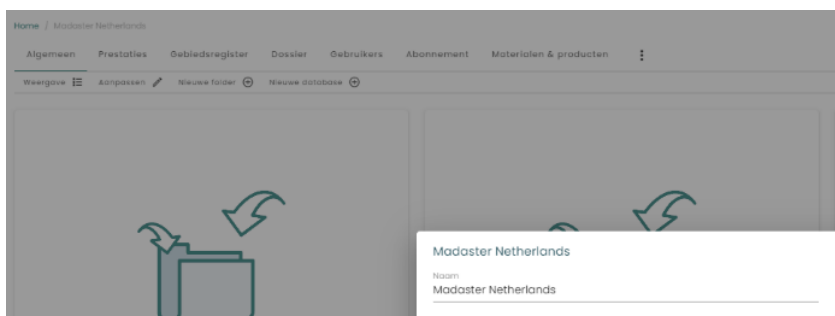 Home / Madaster Netherlands
Algemeen Prestaties Gebiedsregister Dossier Gebruikers Abonnement Materialen & producten
Weergave Aanpassen Nieuwe folder Nieuwe database
Madaster Netherlands
Naam
Madaster Netherlands